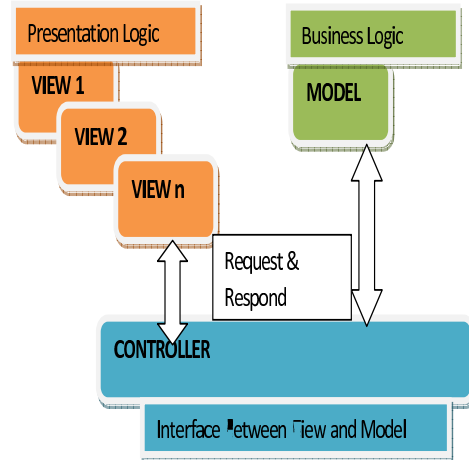 Presentation Logic
Business Logic
VIEW 1
MODEL
VIEW 2
VIEW n
Request &
Respond
CONTROLLER
Interface and Model